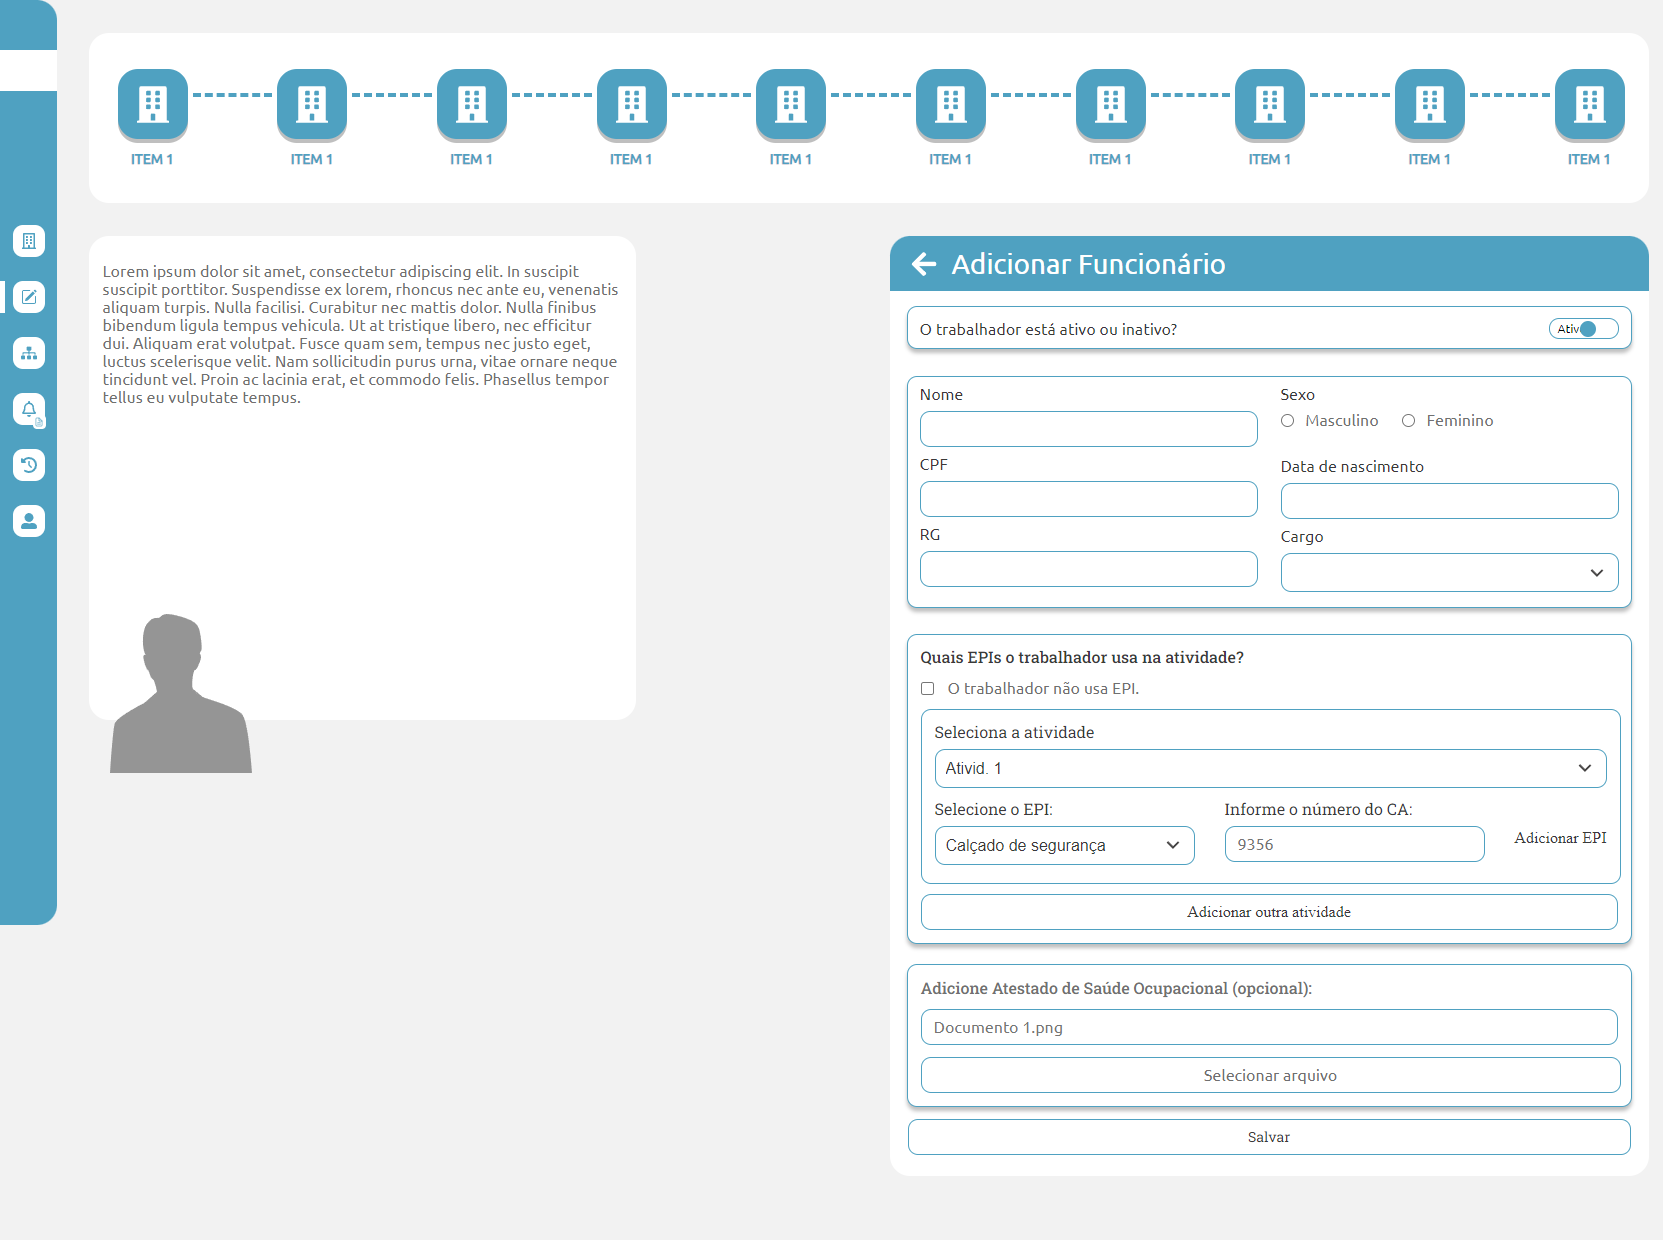 ITEM 1 ITEM 1 ITEM 1 ITEM 1 ITEM 1 ITEM 1 ITEM 1 ITEM 1 ITEM 1 ITEM 1
Lorem ipsum dolor sit amet, consectetur adipiscing elit. In suscipit
suscipit porttitor. Suspendisse ex lorem, rhoncus nec ante eu, venenatis
aliquam turpis. Nulla facilisi. Curabitur nec mattis dolor. Nulla finibus
bibendum ligula tempus vehicula. Ut at tristique libero, nec efficitur
dui. Aliquam erat volutpat. Fusce quam sem, tempus nec justo eget,
luctus scelerisque velit. Nam sollicitudin purus urna, vitae ornare neque
tincidunt vel. Proin ac lacinia erat, et commodo felis. Phasellus tempor
tellus eu vulputate tempus.
Adicionar Funcionário
O trabalhador está ativo ou inativo? Ativ
Nome
Sexo
Masculino Feminino
CPF
Data de nascimento
RG
Cargo
Quais EPIs o trabalhador usa na atividade?
O trabalhador não usa EPI.
Seleciona a atividade
Ativid. 1
Selecione o EPI: Informe o número do CA:
Calçado de segurança 9356 Adicionar EPI
Adicionar outra atividade
Adicione Atestado de Saúde Ocupacional (opcional):
Documento 1.png
Selecionar arquivo
Salvar